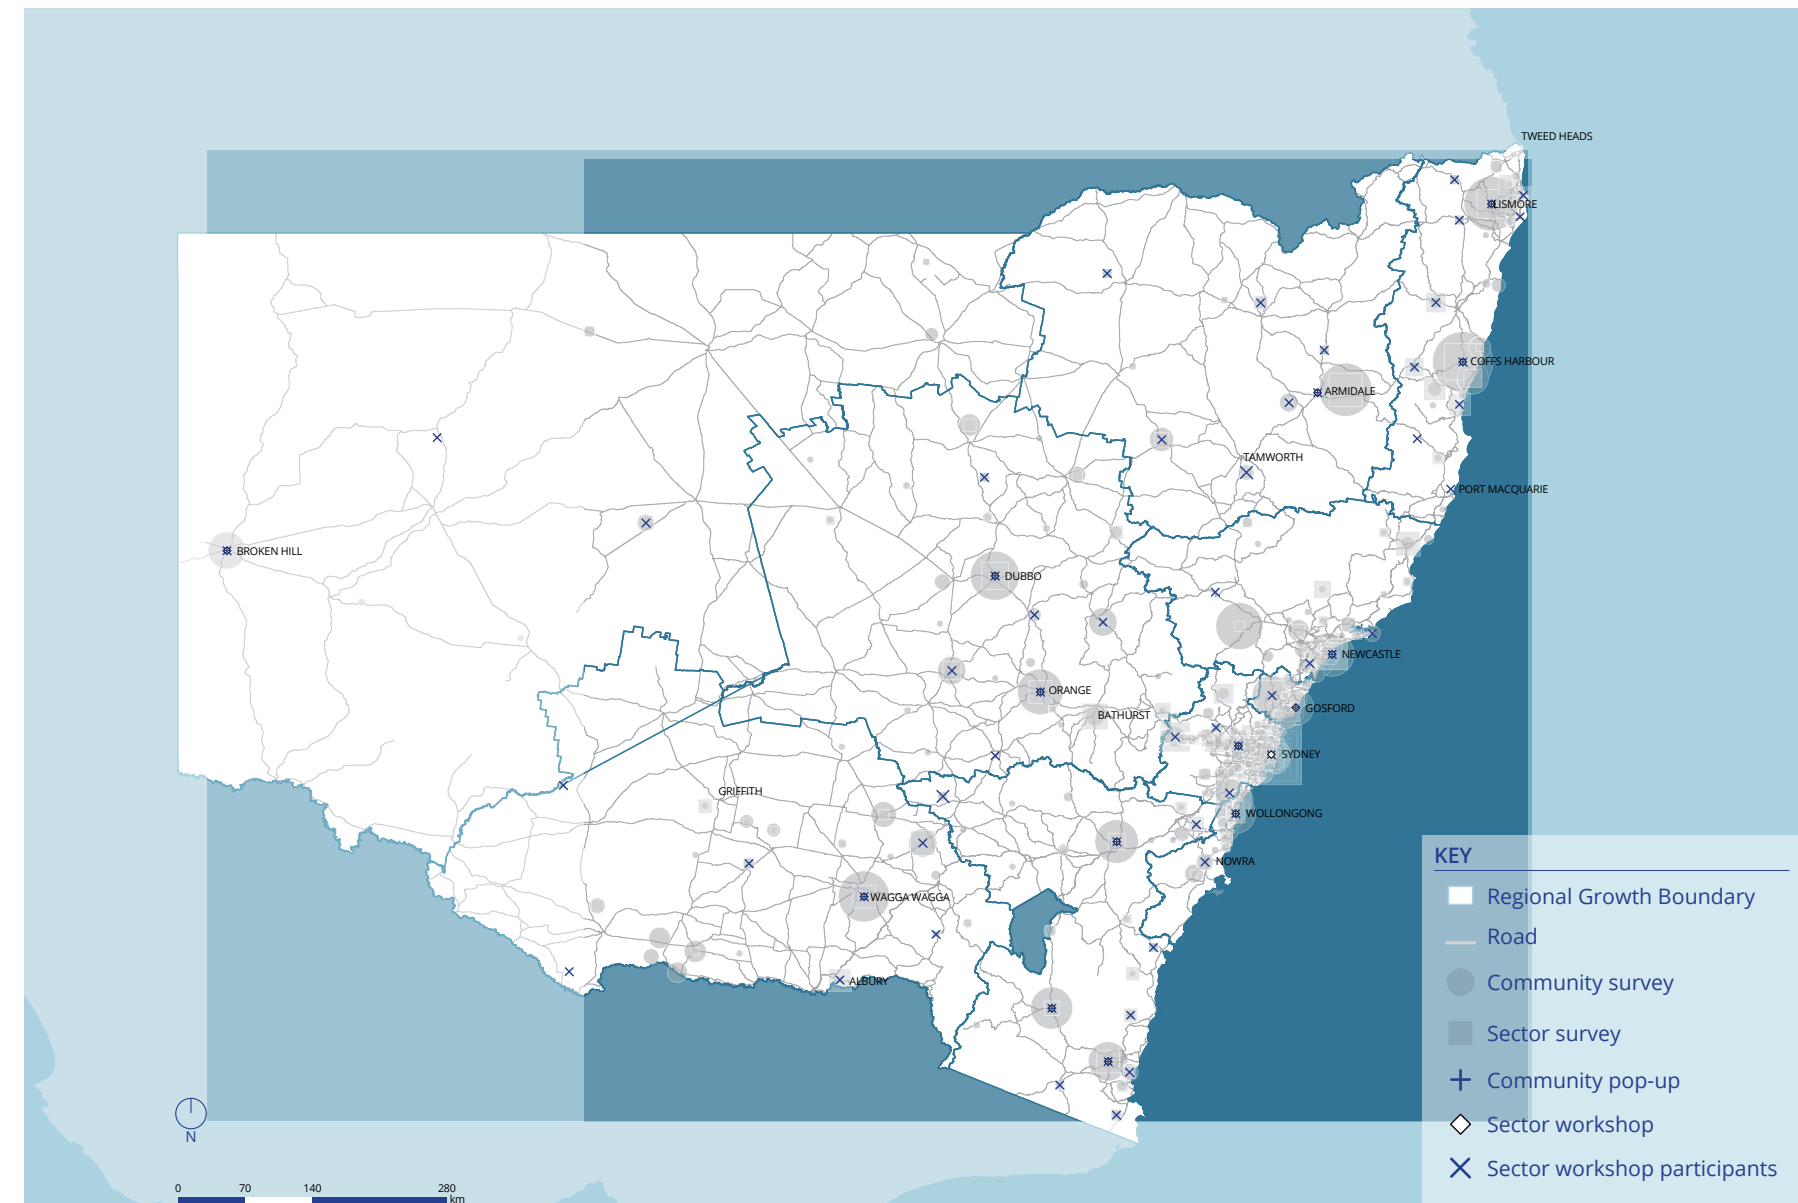 TWEED HEADS
LISMORE
COFFS HARBOUR
ARMIDALE
TAMWORTH
PORT MACQUARIE
BROKEN HILL
DUBBO
NEWCASTLE
ORANGE
GOSFORD
BATHURST
SYDNEY
GRIFFITH
WOLLONGONG
NOWRA
WAGGA WAGGA
ALBURY
KEY
Regional Growth Boundary
Road
Community survey
Sector survey
Community pop-up
Sector workshop
Sector workshop participants
N
0 70 140 280
km